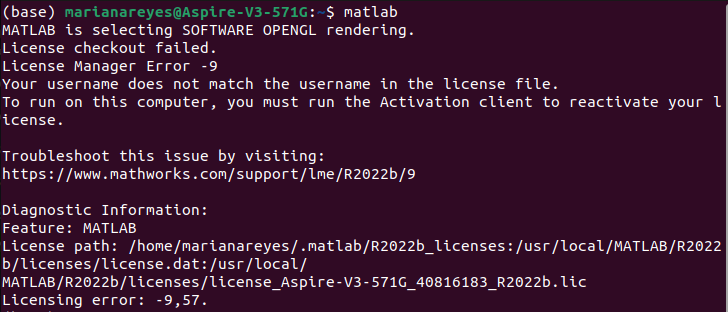 (base) marianareyes@Aspire-V3-571G:~$ matlab
MATLAB is selecting SOFTWARE OPENGL rendering.
License checkout failed.
License Manager Error -9
Your username does not match the username in the license file.
To run on this computer, you must run the Activation client to reactivate your l
icense.
Troubleshoot this issue by visiting:
https://www.mathworks.com/support/lme/R2022b/9
Diagnostic Information:
Feature: MATLAB
License path: /home/marianareyes/.matlab/R2022b_licenses:/usr/local/MATLAB/R2022
b/licenses/license.dat:/usr/local/
MATLAB/R2022b/licenses/license_Aspire-V3-571G_40816183_R2022b.lic
Licensing error: -9,57.